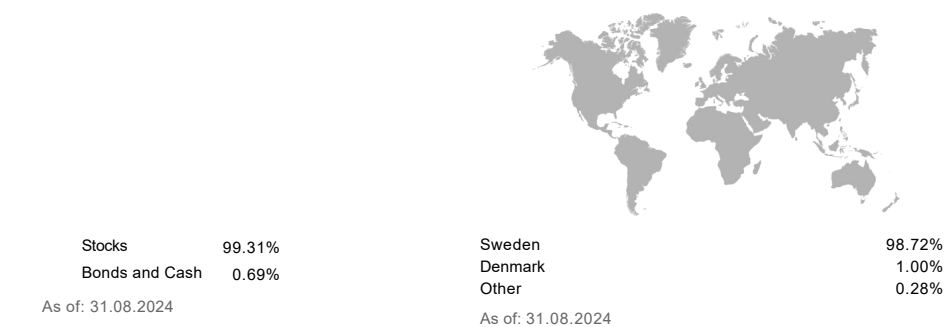 Stocks 99.31%
Bonds and Cash 0.69%
As of: 31.08.2024
Sweden 98.72%
Denmark 1.00%
Other 0.28%
As of: 31.08.2024